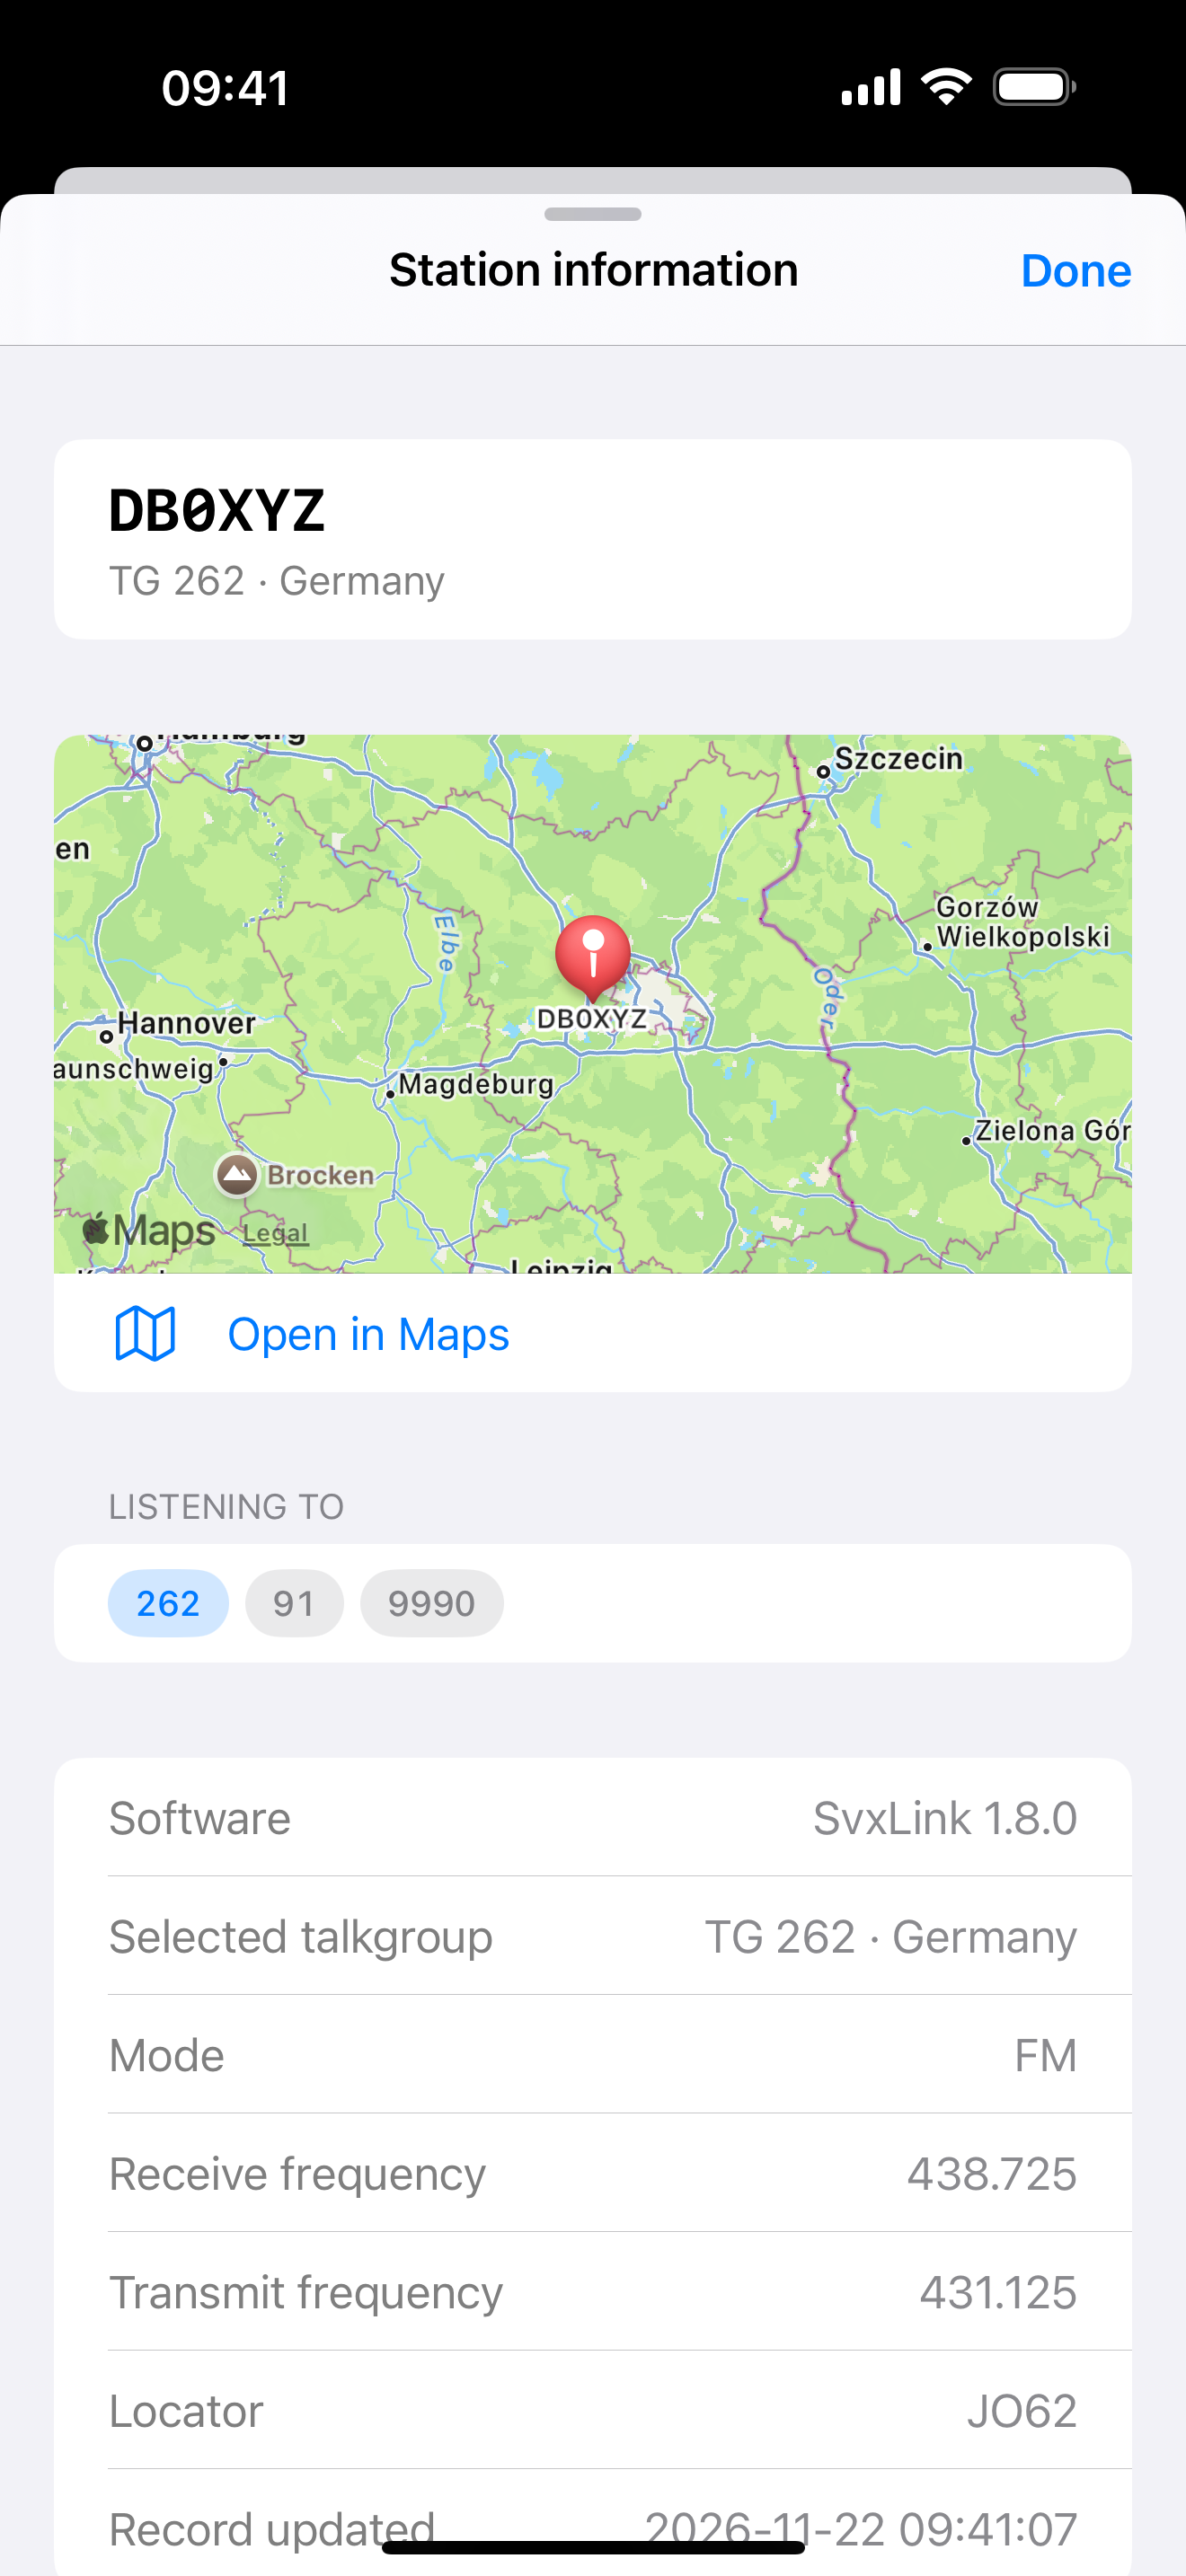 09:41
Station information
Done
DB0XYZ
TG 262 · Germany
Hamburg
Szczecin
en
Gorzów
Wielkopolski
Elbe
Oder
DB0XYZ
Hannover
aunschweig
Magdeburg
Zielona Gór
Brocken
Maps
Legal
Leipzig
Open in Maps
LISTENING TO
262
91
9990
Software
SvxLink 1.8.0
Selected talkgroup
TG 262 · Germany
Mode
FM
Receive frequency
438.725
Transmit frequency
431.125
Locator
JO62
Record updated
2026-11-22 09:41:07